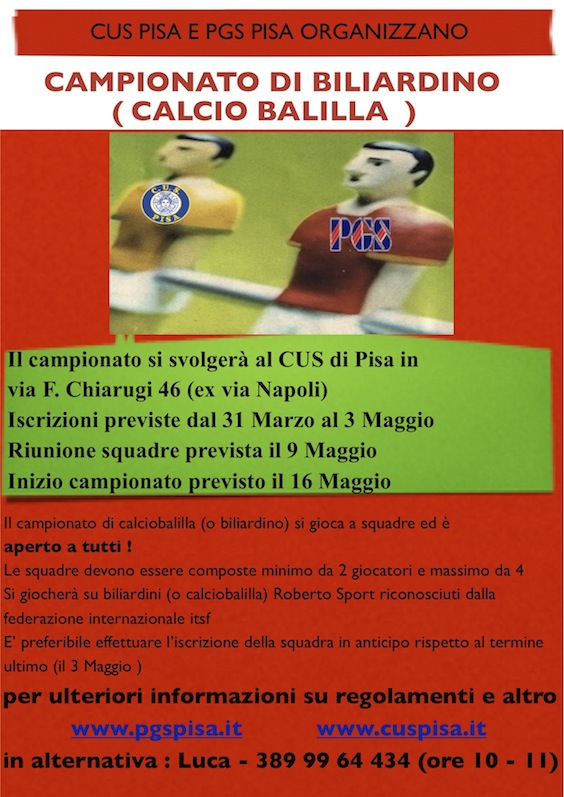 CUS PISA E PGS PISA ORGANIZZANO
CAMPIONATO DI BILIARDINO
( CALCIO BALILLA )
C.U.S.
PISA
PGS
Il campionato si svolgerà al CUS di Pisa in
via F. Chiarugi 46 (ex via Napoli)
Iscrizioni previste dal 31 Marzo al 3 Maggio
Riunione squadre prevista il 9 Maggio
Inizio campionato previsto il 16 Maggio
Il campionato di calciobalilla (o biliardino) si gioca a squadre ed è
aperto a tutti !
Le squadre devono essere composte minimo da 2 giocatori e massimo da 4
Si giocherà su biliardini (o calciobalilla) Roberto Sport riconosciuti dalla
federazione internazionale itsf
E' preferibile effettuare l'iscrizione della squadra in anticipo rispetto al termine
ultimo (il 3 Maggio )
per ulteriori informazioni su regolamenti e altro
www.pgspisa.it www.cuspisa.it
in alternativa : Luca - 389 99 64 434 (ore 10 - 11)